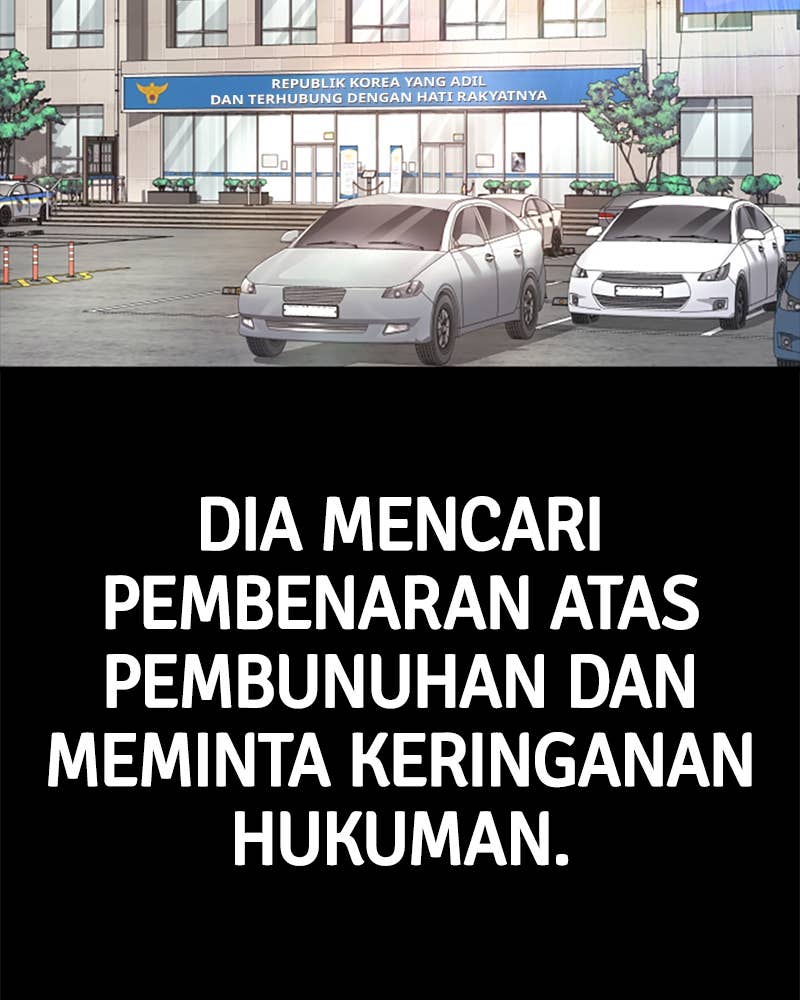 REPUBLIK KOREA YANG ADIL
DAN TERHUBUNG DENGAN HATI RAKYATNYA
DIA MENCARI
PEMBENARAN ATAS
PEMBUNUHAN DAN
MEMINTA KERINGANAN
HUKUMAN.